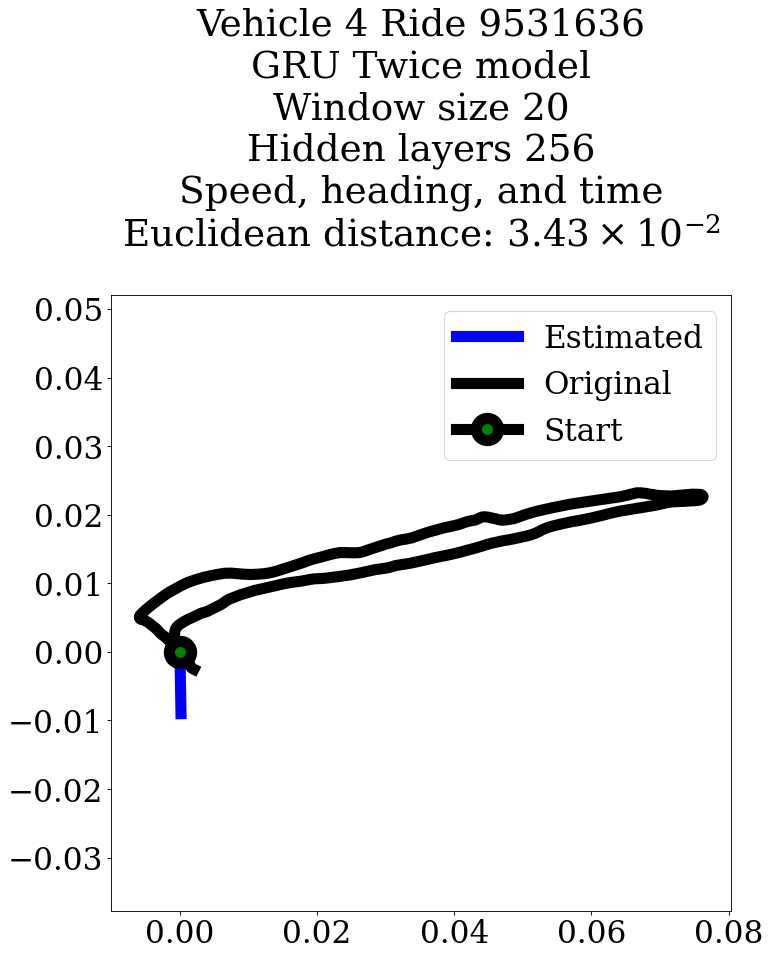 Vehicle 4 Ride 9531636
GRU Twice model
Window size 20
Hidden layers 256
Speed, heading, and time
Euclidean distance: 3.43 × 10⁻²
Estimated
Original
Start
0.05
0.04
0.03
0.02
0.01
0.00
−0.01
−0.02
−0.03
0.00 0.02 0.04 0.06 0.08